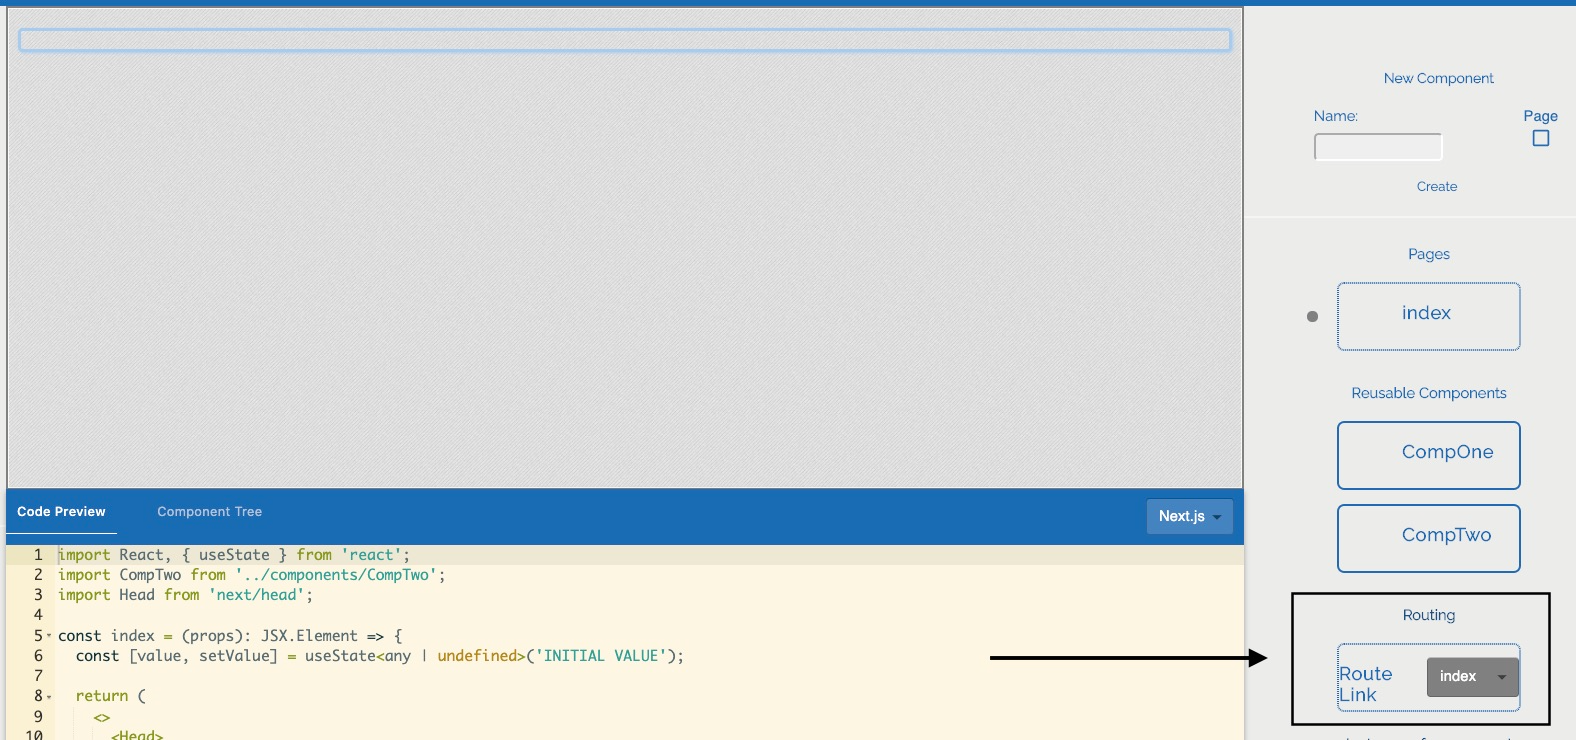 New Component
Name:
Page
Create
Pages
index
Reusable Components
CompOne
CompTwo
Routing
Route
Link
index
Code Preview
Component Tree
Next.js
1 import React, { useState } from 'react';
2 import CompTwo from '../components/CompTwo';
3 import Head from 'next/head';
4
5 const index = (props): JSX.Element => {
6 const [value, setValue] = useState<any | undefined>('INITIAL VALUE');
7
8 return (
9 <>
10 <Head>